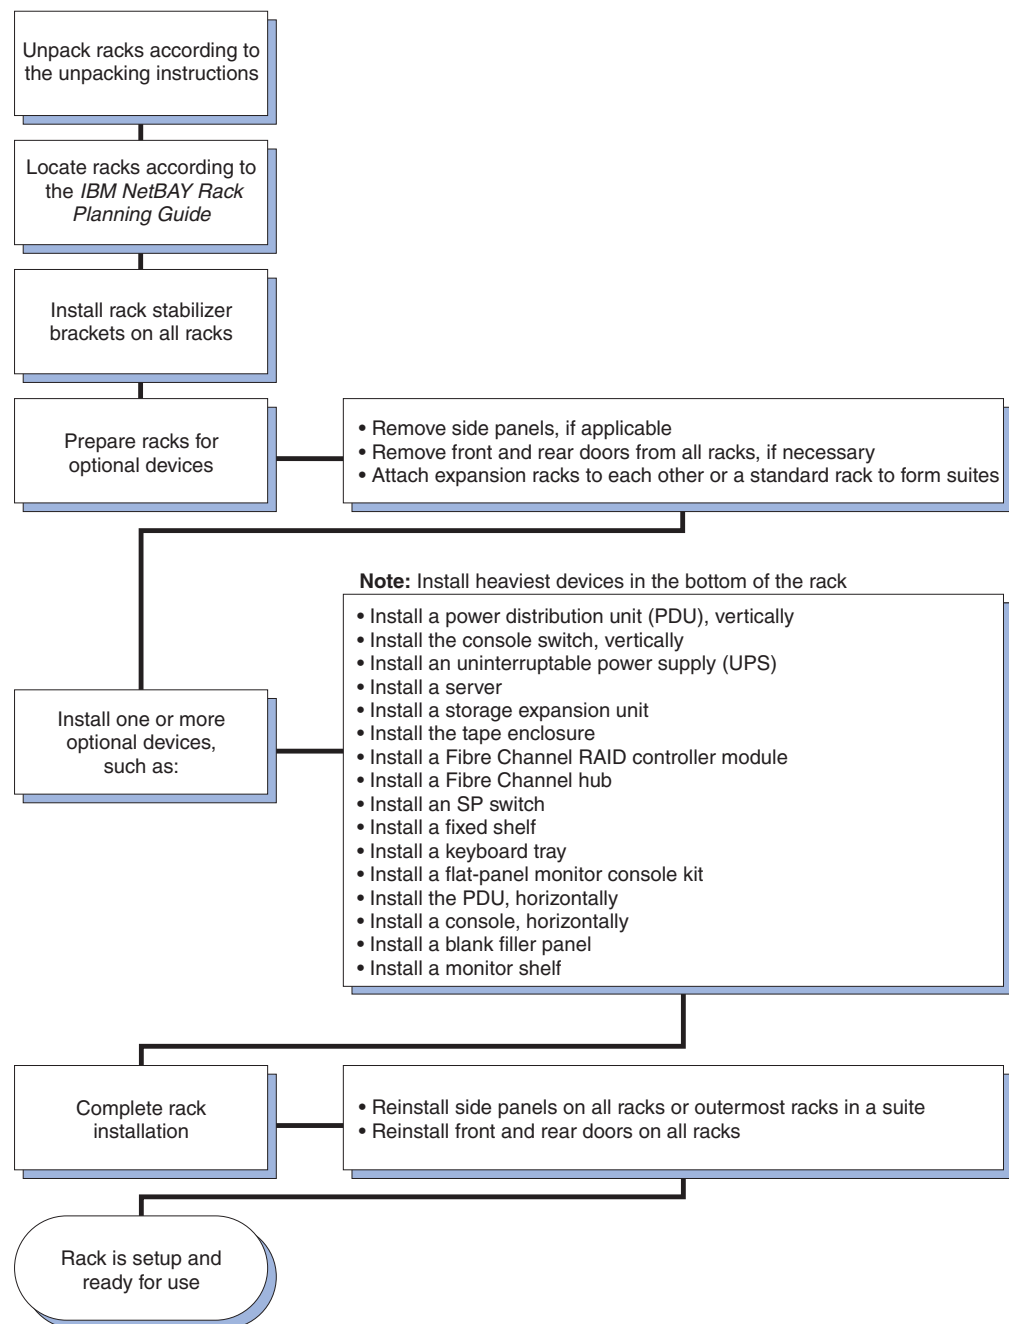 Unpack racks according to
the unpacking instructions
Locate racks according to
the IBM NetBAY Rack
Planning Guide
Install rack stabilizer
brackets on all racks
Prepare racks for
optional devices
• Remove side panels, if applicable
• Remove front and rear doors from all racks, if necessary
• Attach expansion racks to each other or a standard rack to form suites
Install one or more
optional devices,
such as:
Note: Install heaviest devices in the bottom of the rack
• Install a power distribution unit (PDU), vertically
• Install the console switch, vertically
• Install an uninterruptable power supply (UPS)
• Install a server
• Install a storage expansion unit
• Install the tape enclosure
• Install a Fibre Channel RAID controller module
• Install a Fibre Channel hub
• Install an SP switch
• Install a fixed shelf
• Install a keyboard tray
• Install a flat-panel monitor console kit
• Install the PDU, horizontally
• Install a console, horizontally
• Install a blank filler panel
• Install a monitor shelf
Complete rack
installation
• Reinstall side panels on all racks or outermost racks in a suite
• Reinstall front and rear doors on all racks
Rack is setup and
ready for use